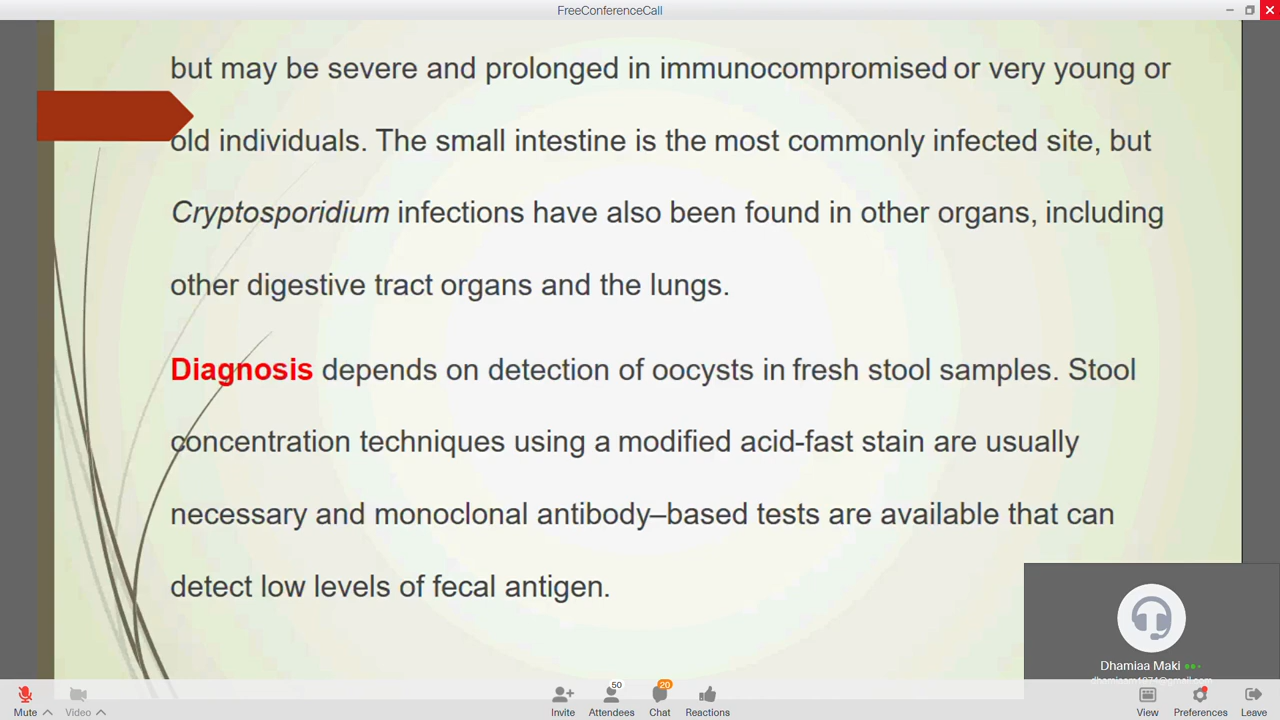 FreeConferenceCall
but may be severe and prolonged in immunocompromised or very young or
old individuals. The small intestine is the most commonly infected site, but
Cryptosporidium infections have also been found in other organs, including
other digestive tract organs and the lungs.
Diagnosis depends on detection of oocysts in fresh stool samples. Stool
concentration techniques using a modified acid-fast stain are usually
necessary and monoclonal antibody–based tests are available that can
detect low levels of fecal antigen.
Dhamiaa Maki
50
20
Mute
Video
Invite
Attendees
Chat
Reactions
View
Preferences
Leave